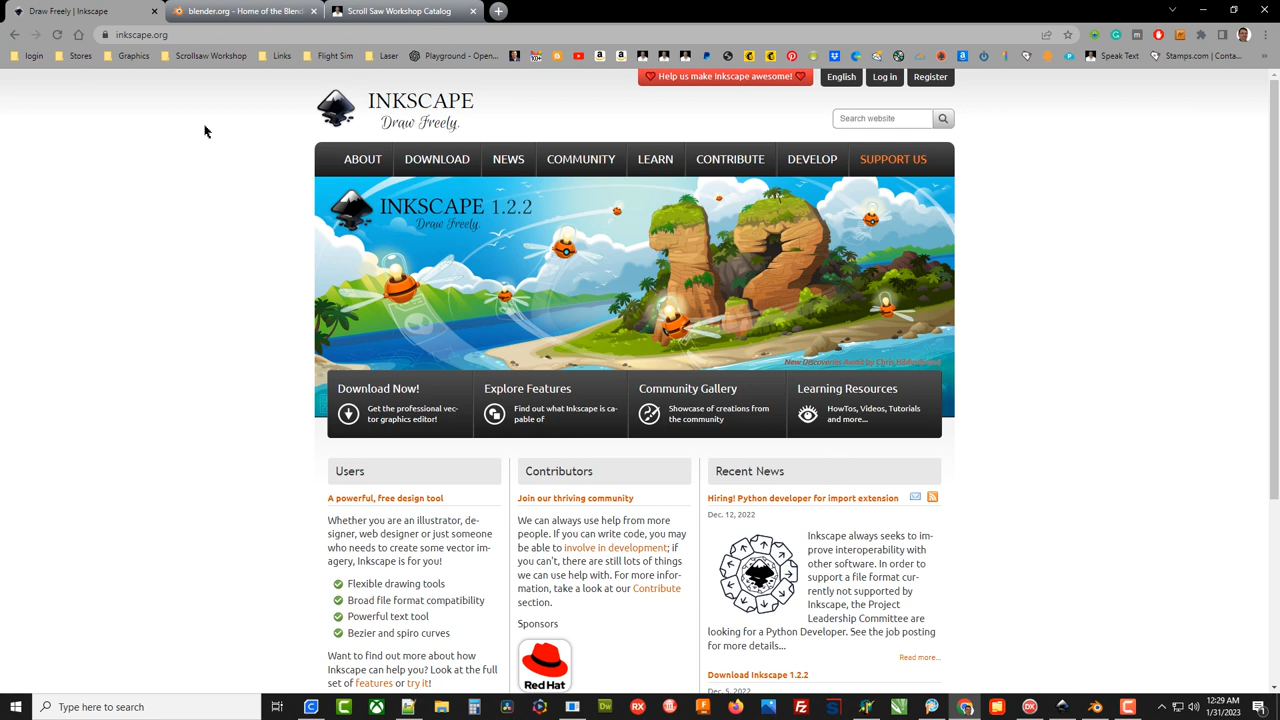 Draw Freely | Inkscape
blender.org - Home of the Blend
Scroll Saw Workshop Catalog
inkscape.org
login
Stores
Graphics
Scrollsaw Workshop
Links
Flight Sim
Laser
Playground - Open...
Speak Text
Stamps.com | Conta...
Help us make Inkscape awesome!
English
Log in
Register
INKSCAPE
Draw Freely.
Search website
ABOUT
DOWNLOAD
NEWS
COMMUNITY
LEARN
CONTRIBUTE
DEVELOP
SUPPORT US
INKSCAPE 1.2.2
Draw Freely.
New Discoveries Await by Chris Hildenbrand
Download Now!
Get the professional vec-
tor graphics editor!
Explore Features
Find out what Inkscape is ca-
pable of
Community Gallery
Showcase of creations from
the community
Learning Resources
HowTos, Videos, Tutorials
and more...
Users
A powerful, free design tool
Whether you are an illustrator, de-
signer, web designer or just someone
who needs to create some vector im-
agery, Inkscape is for you!
Flexible drawing tools
Broad file format compatibility
Powerful text tool
Bezier and spiro curves
Want to find out more about how
Inkscape can help you? Look at the full
set of features or try it!
Contributors
Join our thriving community
We can always use help from more
people. If you can write code, you may
be able to involve in development; if
you can't, there are still lots of things
we can use help with. For more infor-
mation, take a look at our Contribute
section.
Sponsors
Red Hat
Recent News
Hiring! Python developer for import extension
Dec. 12, 2022
Inkscape always seeks to im-
prove interoperability with
other software. In order to
support a file format cur-
rently not supported by
Inkscape, the Project
Leadership Committee are
looking for a Python Developer. See the job posting
for more details...
Read more...
Download Inkscape 1.2.2
Dec. 5, 2022
Type here to search
12:29 AM
1/31/2023